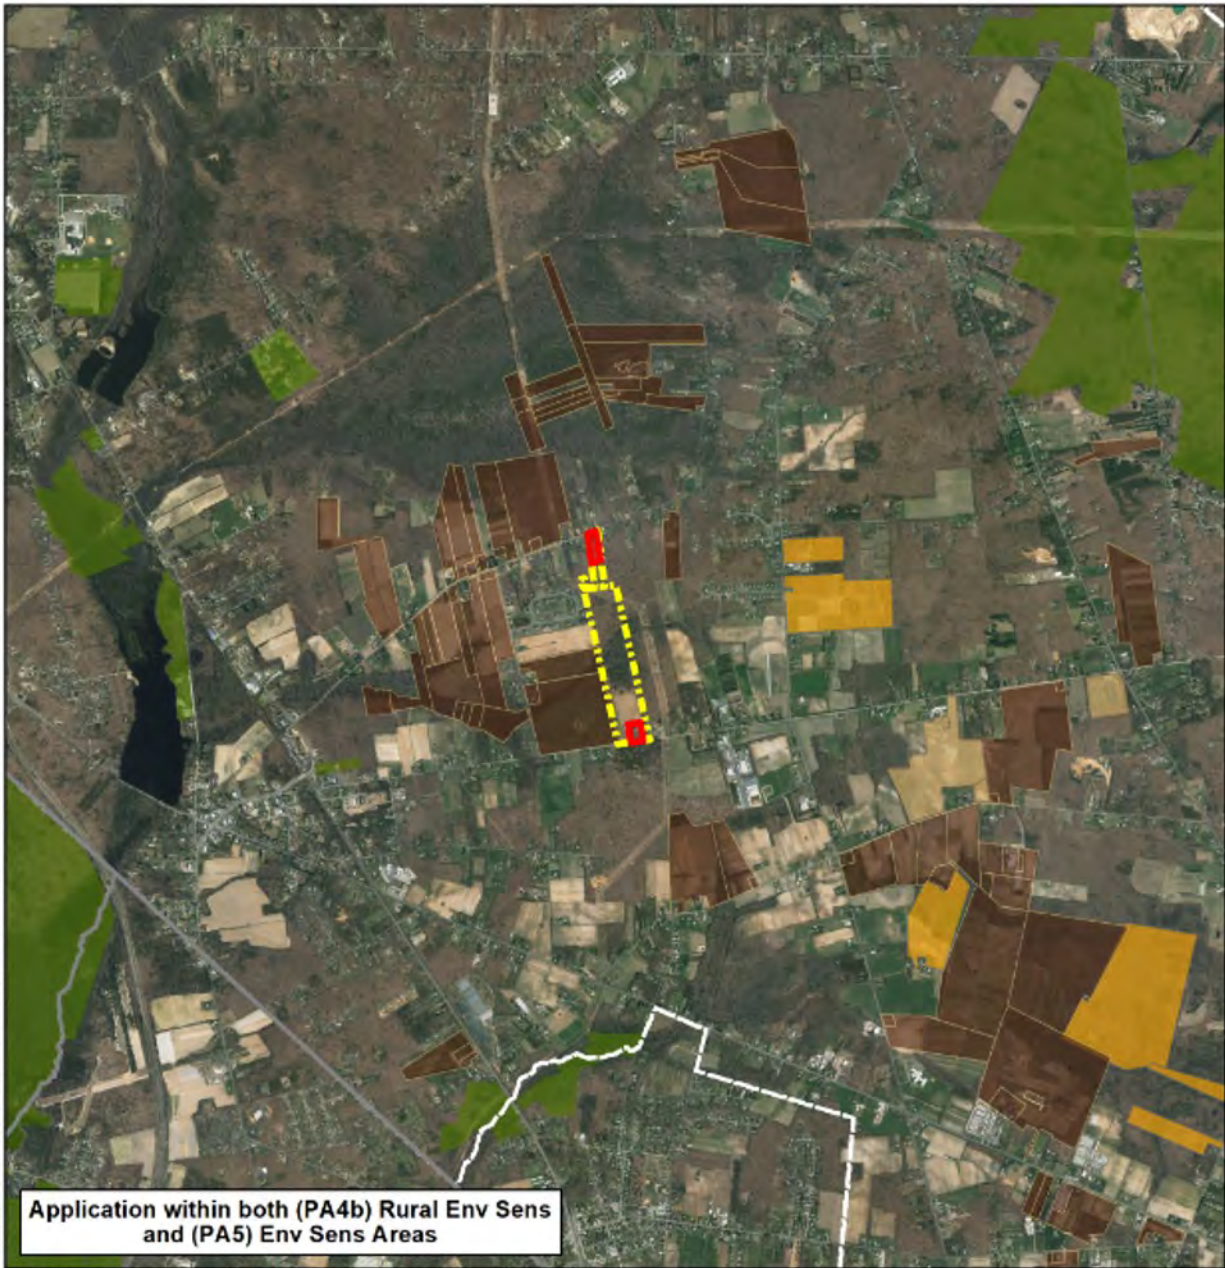 Application within both (PA4b) Rural Env Sens
and (PA5) Env Sens Areas